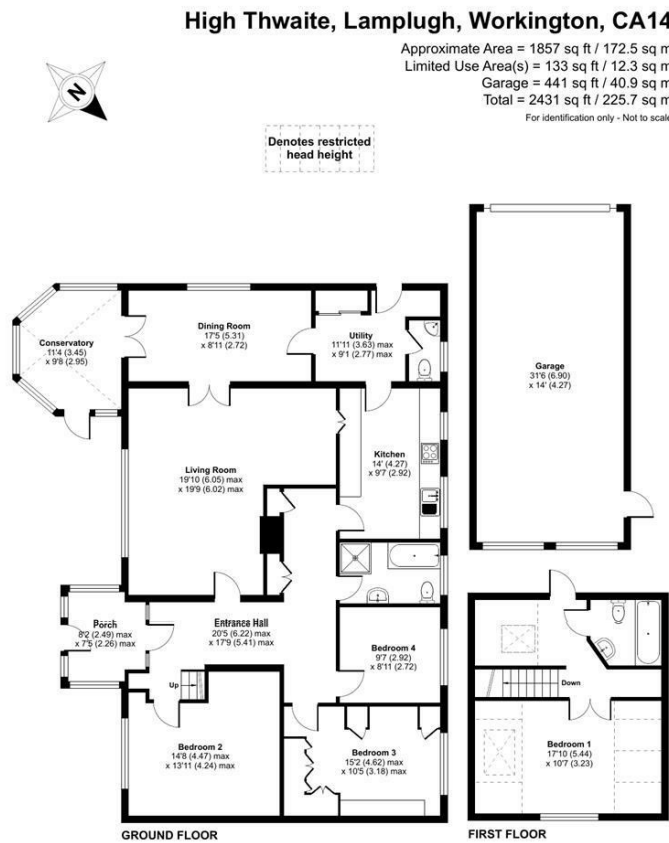 High Thwaite, Lamplugh, Workington, CA14
Approximate Area = 1857 sq ft / 172.5 sq m
Limited Use Area(s) = 133 sq ft / 12.3 sq m
Garage = 441 sq ft / 40.9 sq m
Total = 2431 sq ft / 225.7 sq m
For identification only - Not to scale
N
Denotes restricted
head height
Conservatory
11'4 (3.45)
x 9'8 (2.95)
Dining Room
17'5 (5.31)
x 8'11 (2.72)
Utility
11'11 (3.63) max
x 9'1 (2.77) max
Garage
31'6 (6.90)
x 14' (4.27)
Living Room
19'10 (6.05) max
x 19'9 (6.02) max
Kitchen
14' (4.27)
x 9'7 (2.92)
Porch
8'2 (2.49) max
x 7'5 (2.26) max
Entrance Hall
20'5 (6.22) max
x 17'9 (5.41) max
Bedroom 4
9'7 (2.92)
x 8'11 (2.72)
Up
Down
Bedroom 2
14'8 (4.47) max
x 13'11 (4.24) max
Bedroom 3
15'2 (4.62) max
x 10'5 (3.18) max
Bedroom 1
17'10 (5.44)
x 10'7 (3.23)
GROUND FLOOR
FIRST FLOOR